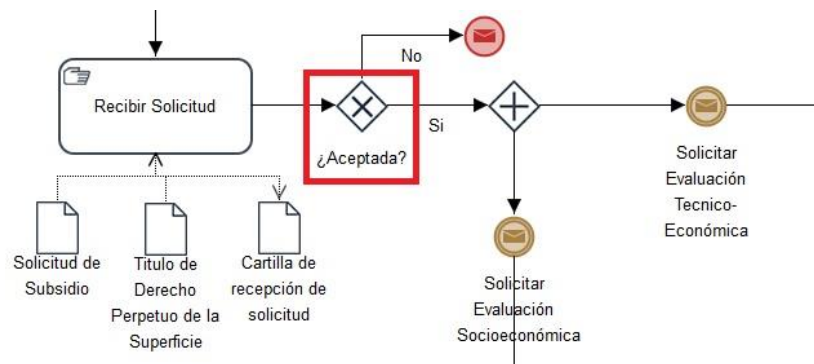 Recibir Solicitud
No
Si
¿Aceptada?
Solicitar
Evaluación
Tecnico-
Económica
Solicitud de
Subsidio
Titulo de
Derecho
Perpetuo de la
Superficie
Cartilla de
recepción de
solicitud
Solicitar
Evaluación
Socioeconómica